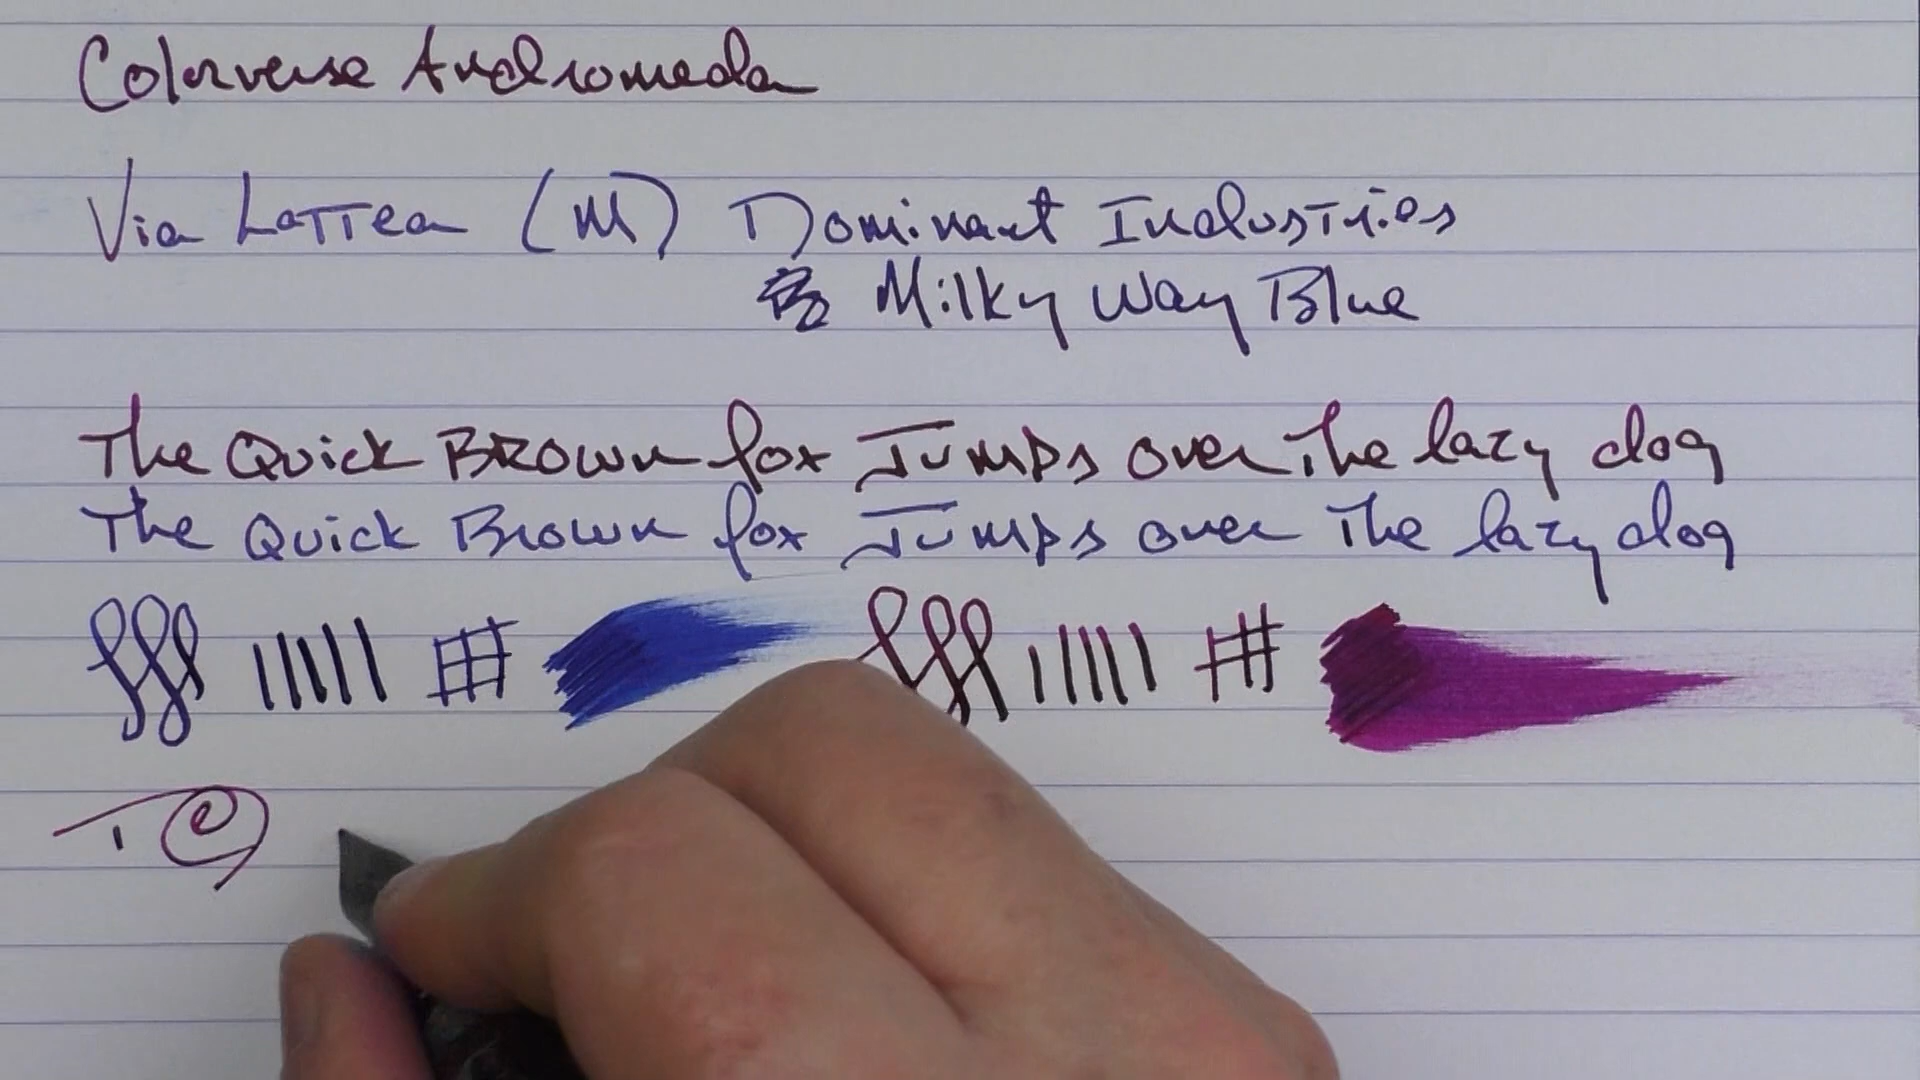 Colorverse Andromeda
Via Lattea (M) Dominant Industries
Milky Way Blue
The Quick Brown fox Jumps over The lazy dog
The Quick Brown fox Jumps over The lazy dog